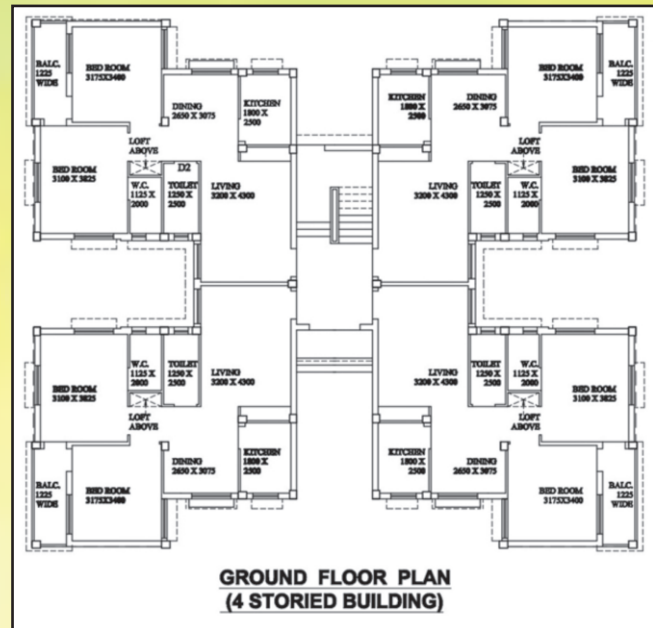 BALC.
1225
WIDE
BED ROOM
3175X3400
DINING
2650 X 3075
KITCHEN
1800 X
2500
LOFT
ABOVE
BED ROOM
3100 X 3825
W.C.
1125 X
2000
D2
TOILET
1250 X
2500
LIVING
3200 X 4300
KITCHEN
1800 X
2500
DINING
2650 X 3075
BED ROOM
3175X3400
BALC.
1225
WIDE
LOFT
ABOVE
LIVING
3200 X 4300
TOILET
1250 X
2500
W.C.
1125 X
2000
BED ROOM
3100 X 3825
BED ROOM
3100 X 3825
W.C.
1125 X
2000
TOILET
1250 X
2500
LIVING
3200 X 4300
LOFT
ABOVE
BALC.
1225
WIDE
BED ROOM
3175X3400
DINING
2650 X 3075
KITCHEN
1800 X
2500
LIVING
3200 X 4300
TOILET
1250 X
2500
W.C.
1125 X
2000
BED ROOM
3100 X 3825
LOFT
ABOVE
KITCHEN
1800 X
2500
DINING
2650 X 3075
BED ROOM
3175X3400
BALC.
1225
WIDE
GROUND FLOOR PLAN
(4 STORIED BUILDING)